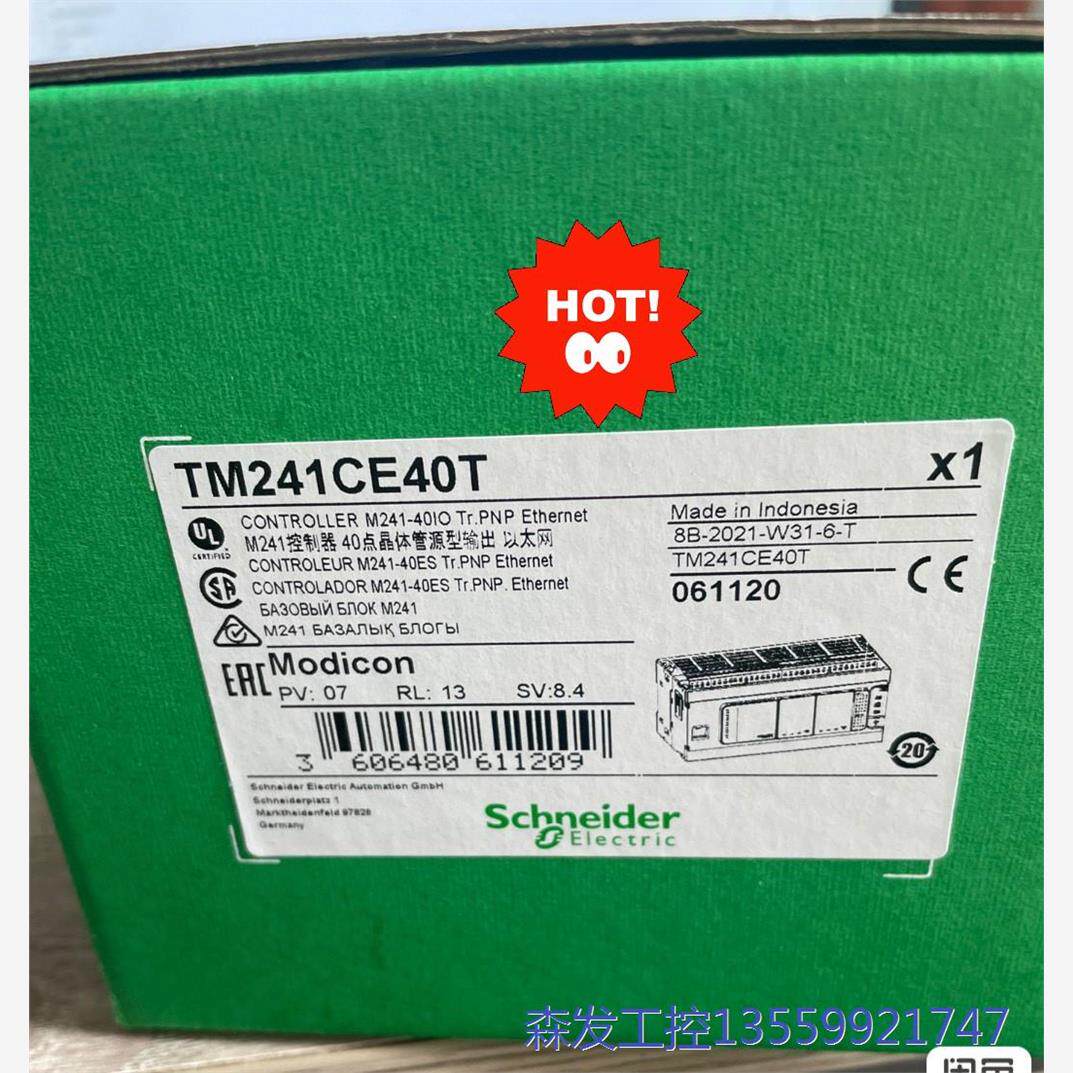 HOT!
TM241CE40T
x1
UL
CERTIFIED
CONTROLLER M241-40IO Tr.PNP Ethernet
M241控制器 40点晶体管源型输出 以太网
CONTROLEUR M241-40ES Tr.PNP Ethernet
CONTROLADOR M241-40ES Tr.PNP. Ethernet
БАЗОВЫЙ БЛОК M241
M241 БАЗАЛЫҚ БЛОГЫ
Made in Indonesia
8B-2021-W31-6-T
TM241CE40T
061120
CE
EAC
Modicon
PV: 07 RL: 13 SV:8.4
3 606480 611209
20
Schneider Electric Automation GmbH
Schneiderplatz 1
Marktheidenfeld 97828
Germany
Schneider
Electric
森发工控13559921747